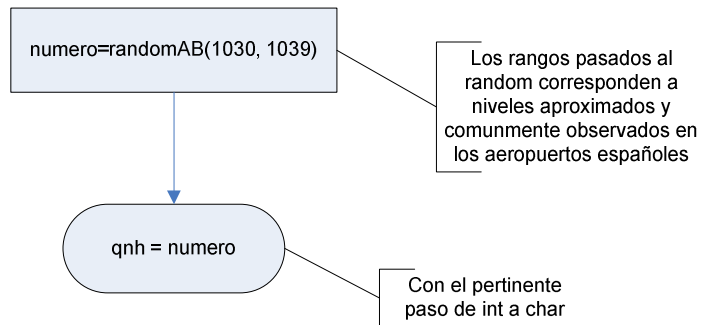 numero=randomAB(1030, 1039)
Los rangos pasados al
random corresponden a
niveles aproximados y
comunmente observados en
los aeropuertos españoles
qnh = numero
Con el pertinente
paso de int a char